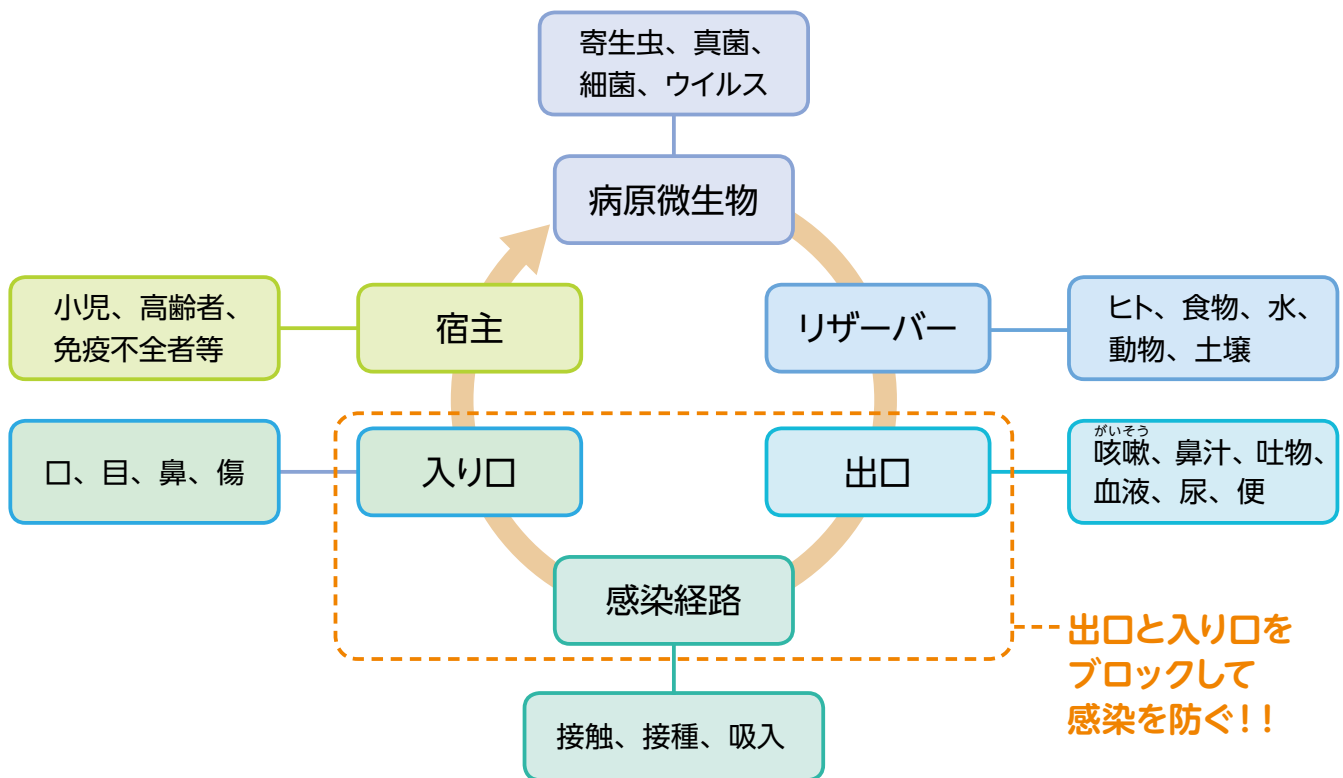 寄生虫、真菌、
細菌、ウイルス
病原微生物
小児、高齢者、
免疫不全者等
宿主
リザーバー
ヒト、食物、水、
動物、土壌
口、目、鼻、傷
入り口
出口
がいそう
咳嗽、鼻汁、吐物、
血液、尿、便
感染経路
出口と入り口を
ブロックして
感染を防ぐ！！
接触、接種、吸入